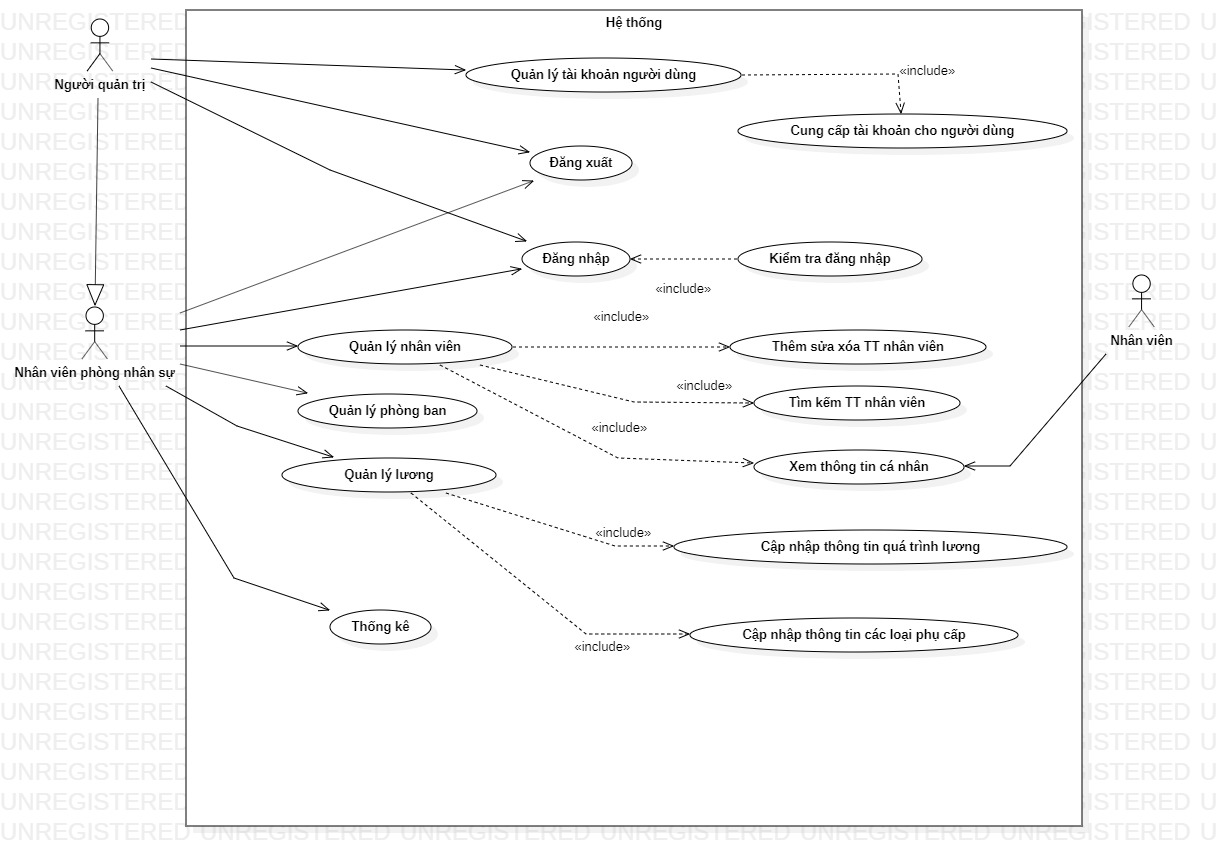 Hệ thống
Người quản trị
Quản lý tài khoản người dùng
«include»
Cung cấp tài khoản cho người dùng
Đăng xuất
Đăng nhập
Kiểm tra đăng nhập
«include»
«include»
Nhân viên
Quản lý nhân viên
Thêm sửa xóa TT nhân viên
Nhân viên phòng nhân sự
«include»
Tìm kếm TT nhân viên
Quản lý phòng ban
«include»
Xem thông tin cá nhân
Quản lý lương
«include»
Cập nhập thông tin quá trình lương
Thống kê
Cập nhập thông tin các loại phụ cấp
«include»
UNREGISTERED UNREGISTERED UNREGISTERED UNREGISTERED UNREGISTERED UNREGISTERED U